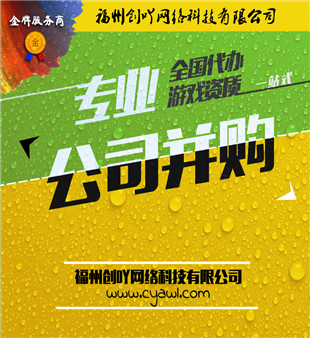 金牌服务商
金
福州创吖网络科技有限公司
专业!
全国代办
游戏资质
一站式
公司并购
福州创吖网络科技有限公司
www.cyawl.com